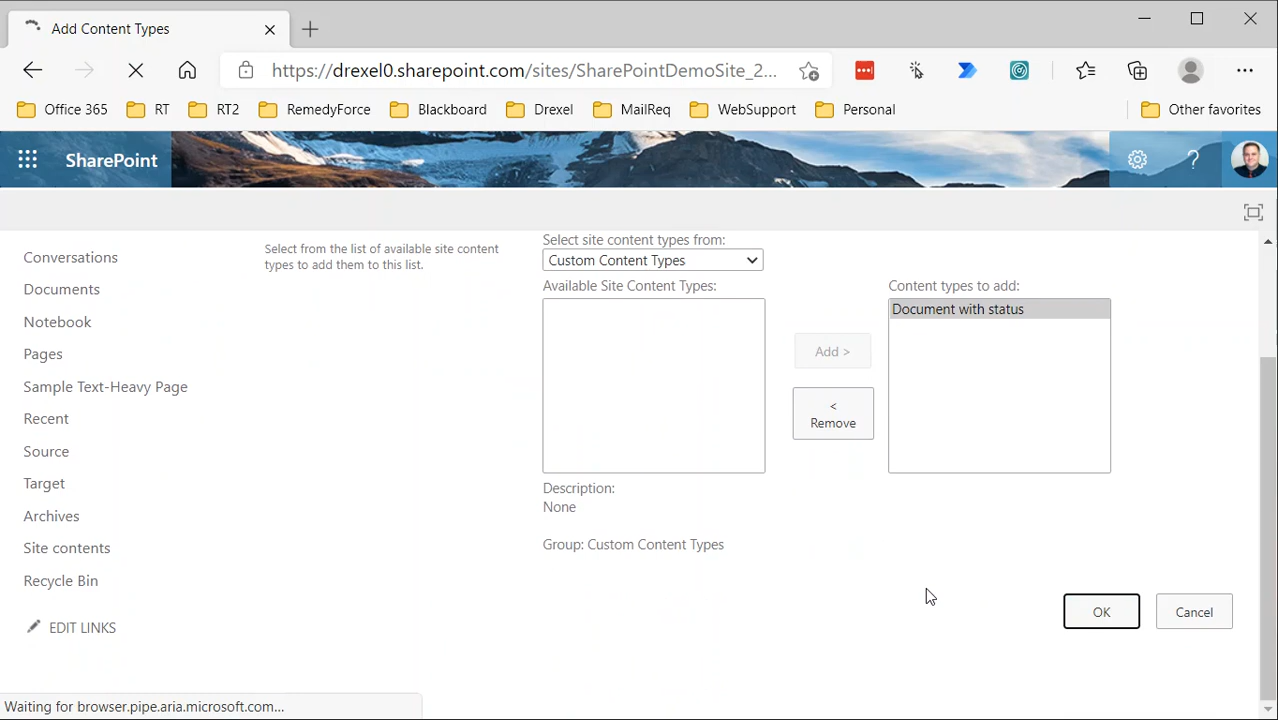 Add Content Types
https://drexel0.sharepoint.com/sites/SharePointDemoSite_2...
Office 365
RT
RT2
RemedyForce
Blackboard
Drexel
MailReq
WebSupport
Personal
Other favorites
SharePoint
?
Conversations
Documents
Notebook
Pages
Sample Text-Heavy Page
Recent
Source
Target
Archives
Site contents
Recycle Bin
EDIT LINKS
Select from the list of available site content
types to add them to this list.
Select site content types from:
Custom Content Types
Available Site Content Types:
Add >
<
Remove
Content types to add:
Document with status
Description:
None
Group: Custom Content Types
OK
Cancel
Waiting for browser.pipe.aria.microsoft.com...